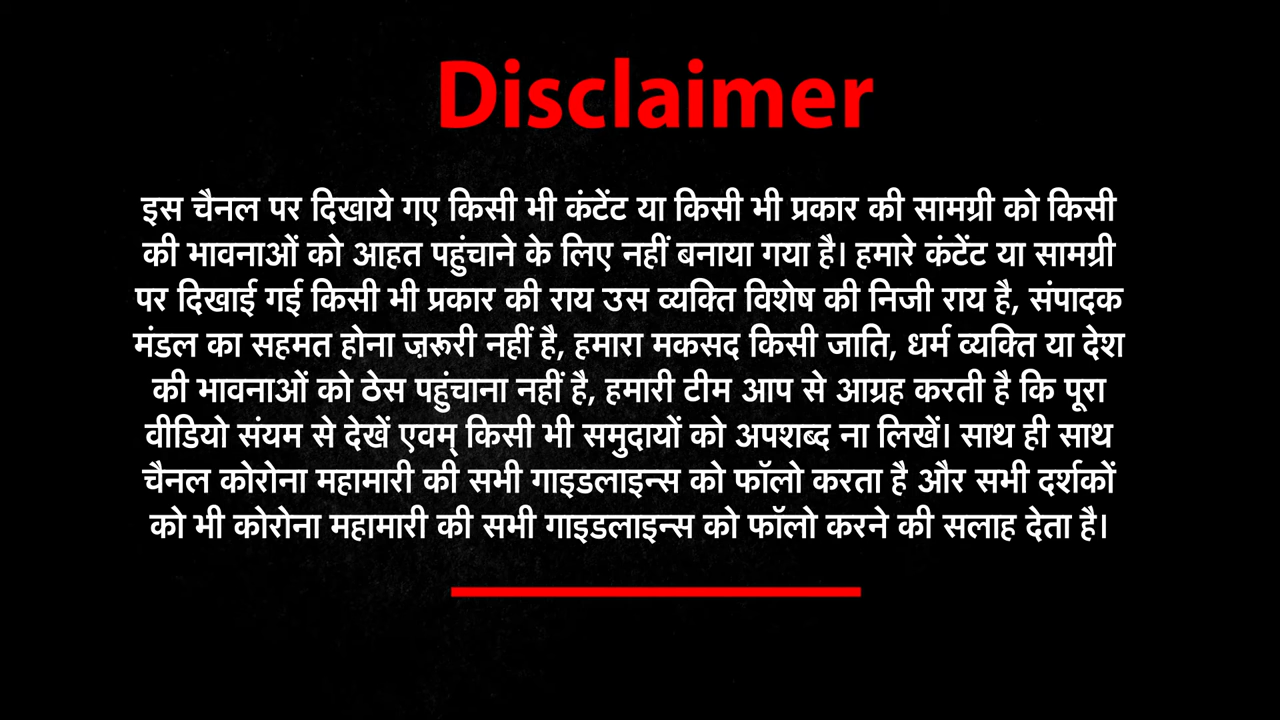 Disclaimer
इस चैनल पर दिखाये गए किसी भी कंटेंट या किसी भी प्रकार की सामग्री को किसी
की भावनाओं को आहत पहुंचाने के लिए नहीं बनाया गया है। हमारे कंटेंट या सामग्री
पर दिखाई गई किसी भी प्रकार की राय उस व्यक्ति विशेष की निजी राय है, संपादक
मंडल का सहमत होना ज़रूरी नहीं है, हमारा मकसद किसी जाति, धर्म व्यक्ति या देश
की भावनाओं को ठेस पहुंचाना नहीं है, हमारी टीम आप से आग्रह करती है कि पूरा
वीडियो संयम से देखें एवम् किसी भी समुदायों को अपशब्द ना लिखें। साथ ही साथ
चैनल कोरोना महामारी की सभी गाइडलाइन्स को फॉलो करता है और सभी दर्शकों
को भी कोरोना महामारी की सभी गाइडलाइन्स को फॉलो करने की सलाह देता है।